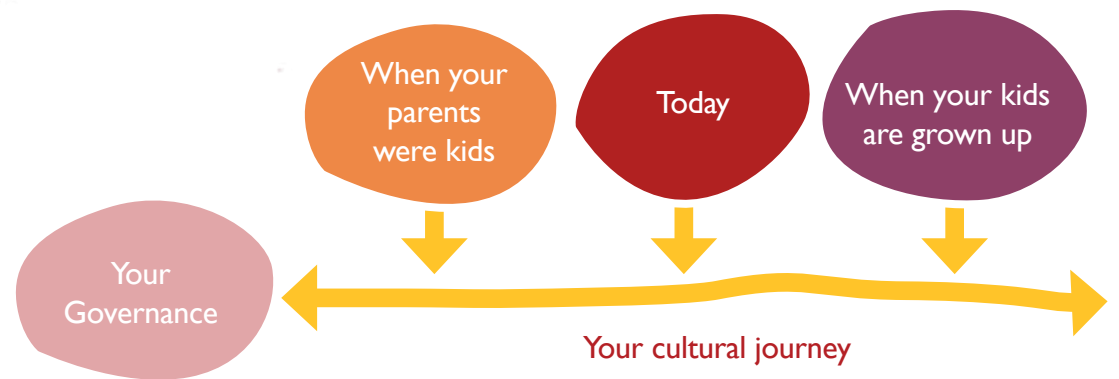 When your
parents
were kids
Today
When your kids
are grown up
Your
Governance
Your cultural journey